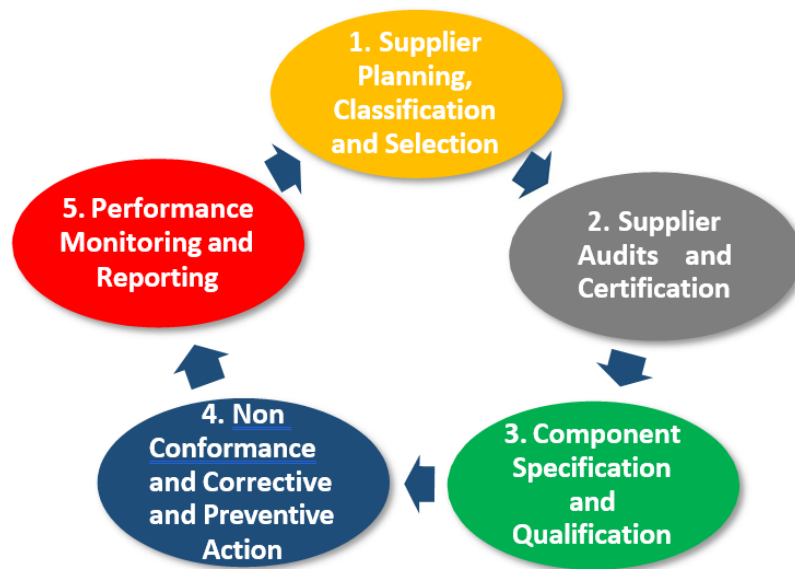 1. Supplier
Planning,
Classification
and Selection
2. Supplier
Audits and
Certification
3. Component
Specification
and
Qualification
4. Non
Conformance
and Corrective
and Preventive
Action
5. Performance
Monitoring and
Reporting